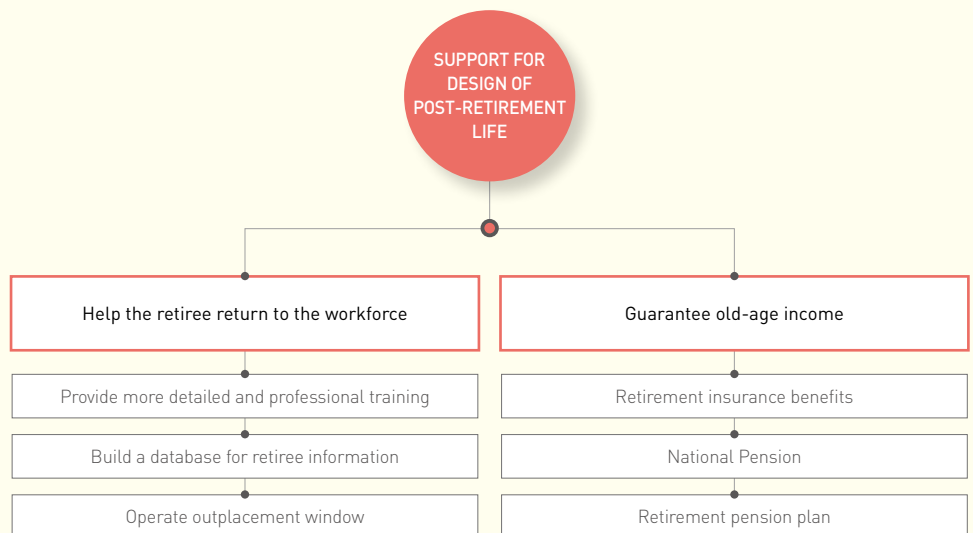 SUPPORT FOR
DESIGN OF
POST-RETIREMENT
LIFE
Help the retiree return to the workforce
Guarantee old-age income
Provide more detailed and professional training
Retirement insurance benefits
Build a database for retiree information
National Pension
Operate outplacement window
Retirement pension plan